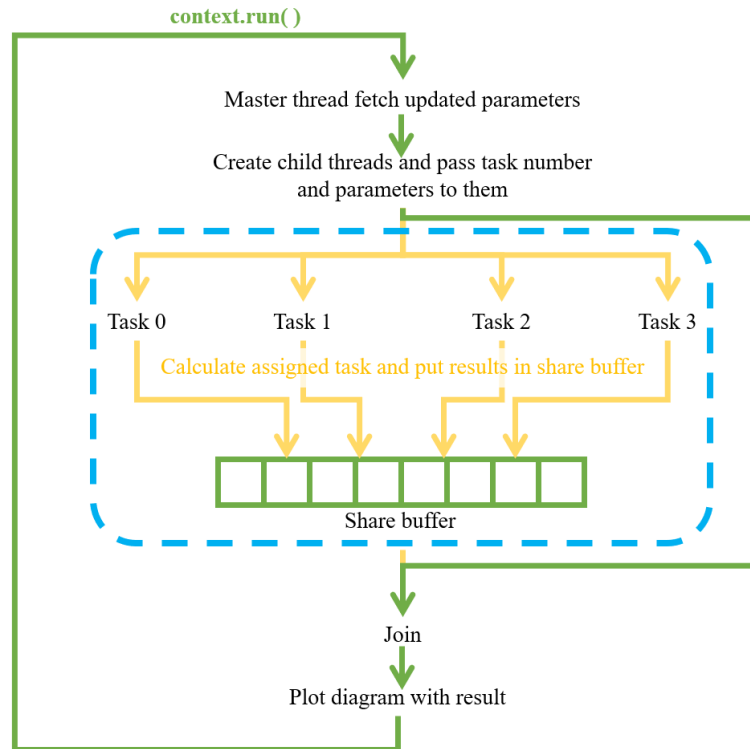 context.run( )
Master thread fetch updated parameters
Create child threads and pass task number
and parameters to them
Task 0
Task 1
Task 2
Task 3
Calculate assigned task and put results in share buffer
Share buffer
Join
Plot diagram with result